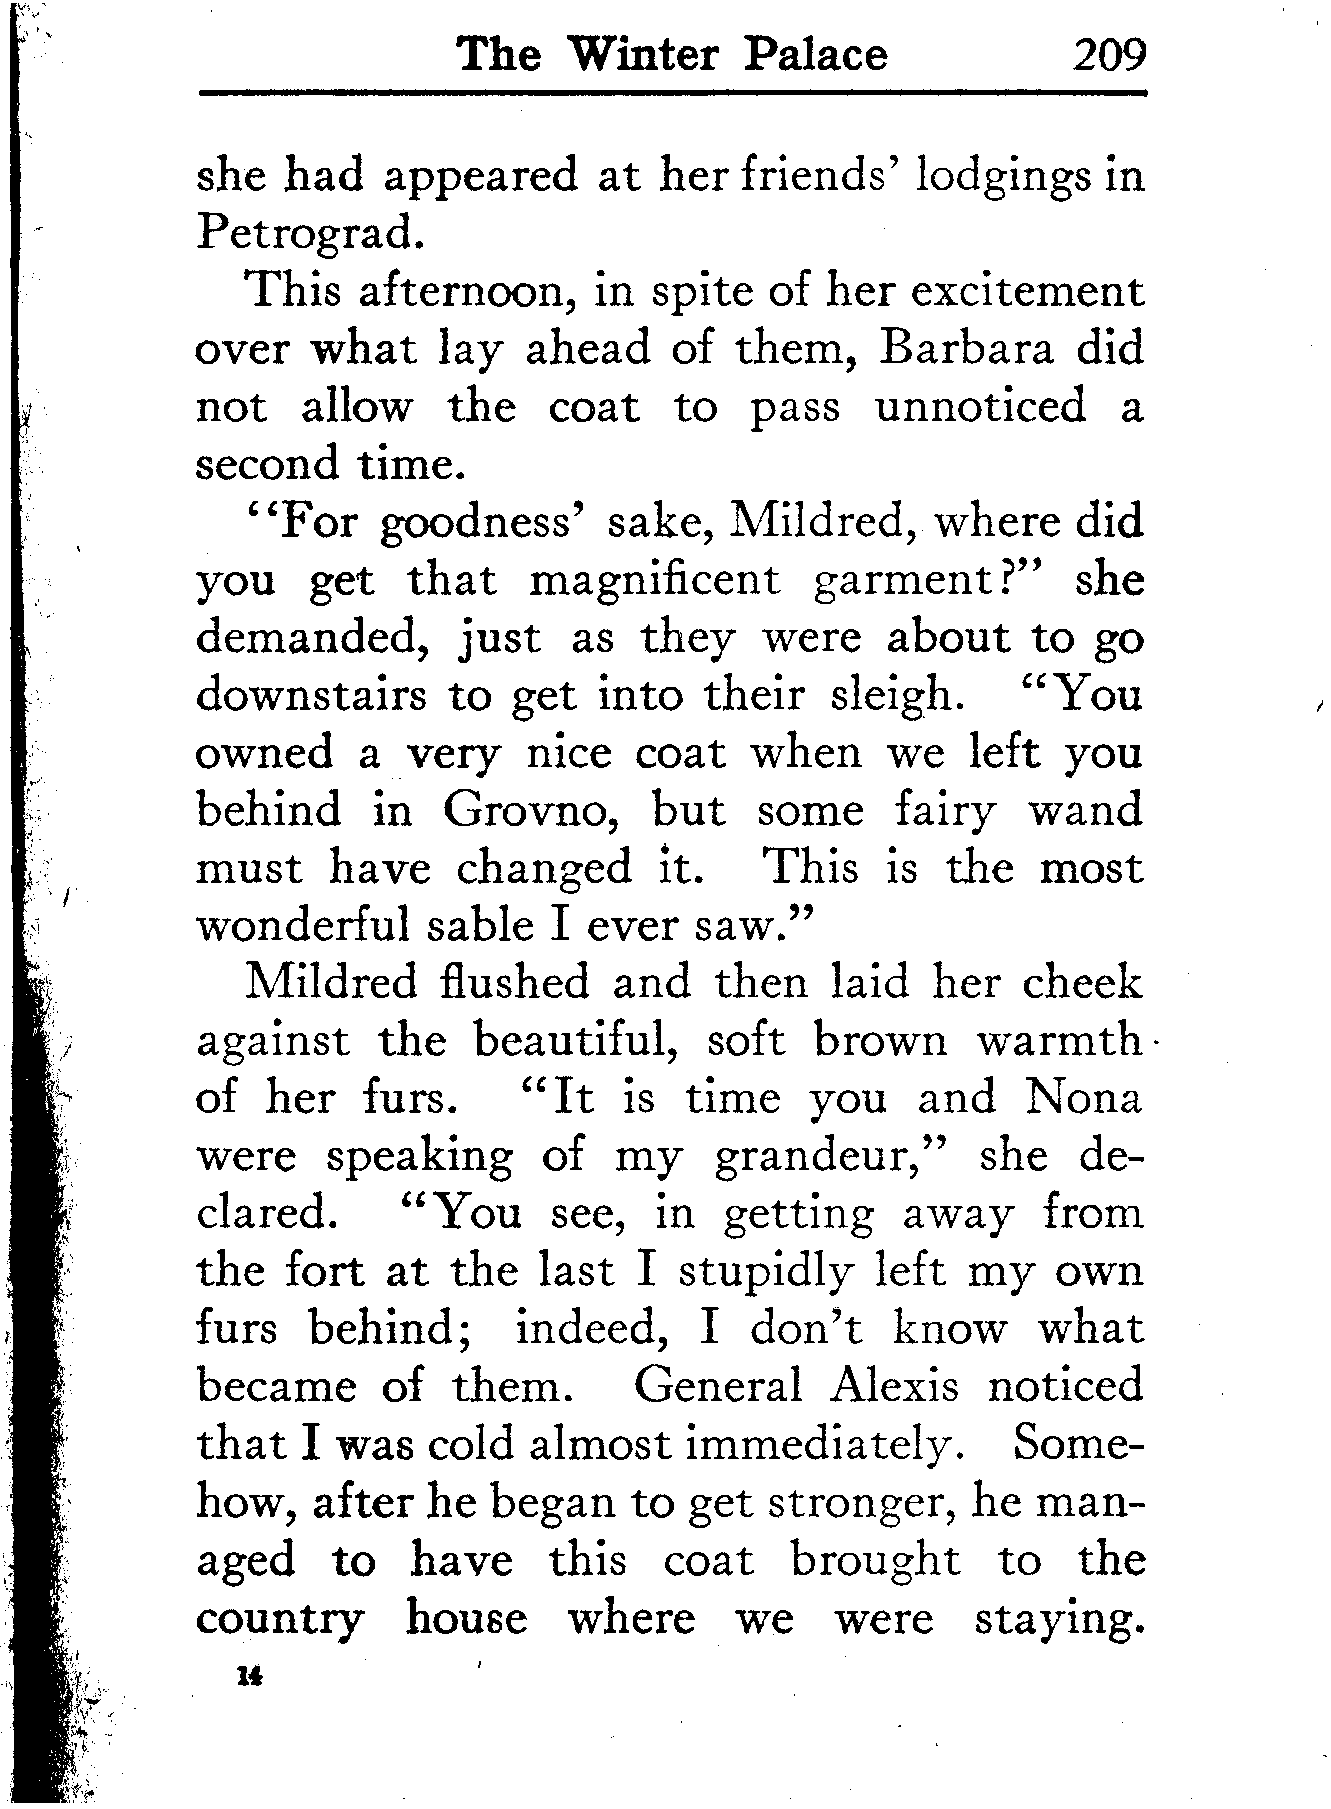 The Winter Palace 209
she had appeared at her friends’ lodgings in
Petrograd.
This afternoon, in spite of her excitement
over what lay ahead of them, Barbara did
not allow the coat to pass unnoticed a
second time.
“For goodness’ sake, Mildred, where did
you get that magnificent garment?” she
demanded, just as they were about to go
downstairs to get into their sleigh. “You
owned a very nice coat when we left you
behind in Grovno, but some fairy wand
must have changed it. This is the most
wonderful sable I ever saw.”
Mildred flushed and then laid her cheek
against the beautiful, soft brown warmth
of her furs. “It is time you and Nona
were speaking of my grandeur,” she de-
clared. “You see, in getting away from
the fort at the last I stupidly left my own
furs behind; indeed, I don’t know what
became of them. General Alexis noticed
that I was cold almost immediately. Some-
how, after he began to get stronger, he man-
aged to have this coat brought to the
country house where we were staying.
14